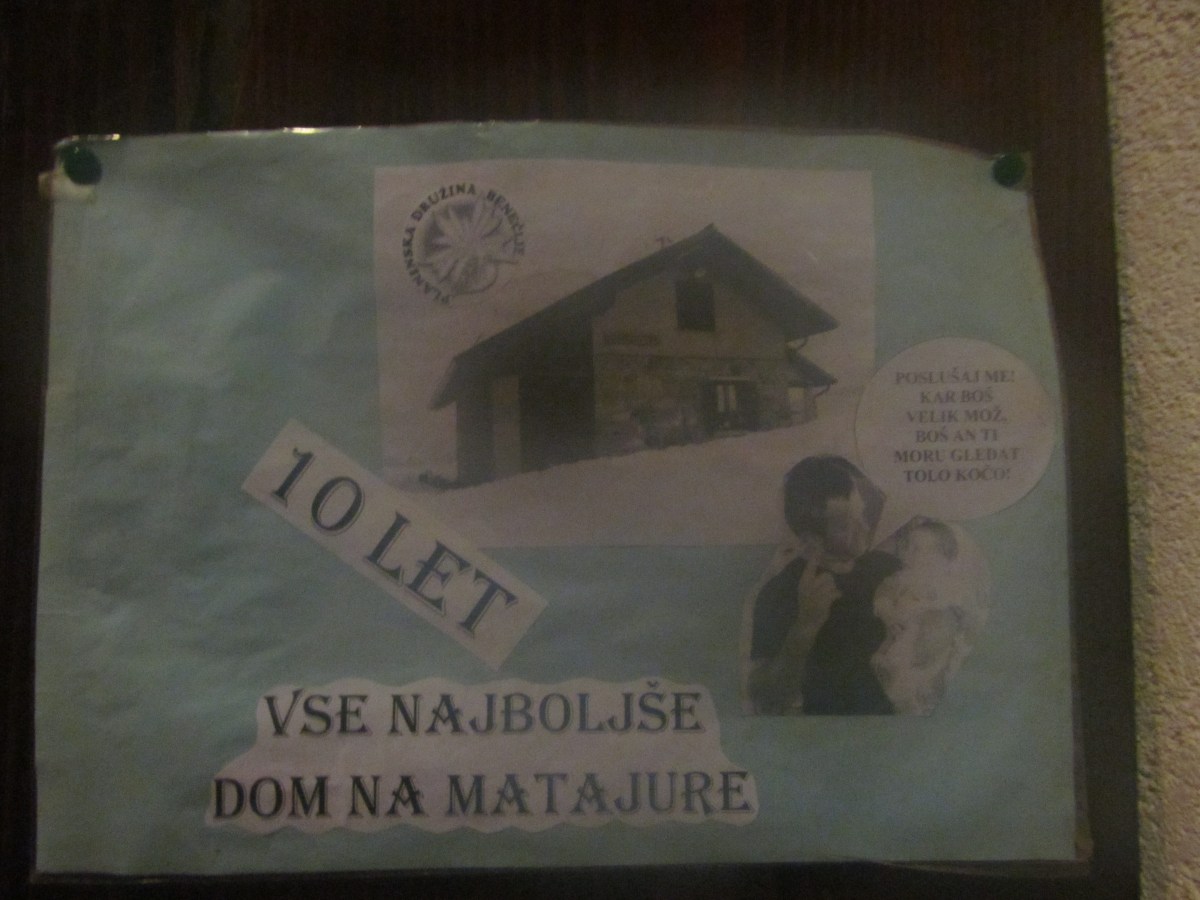 PLANINSKA DRUŽINA BENEČIJE
POSLUŠAJ ME!
KAR BOŠ
VELIK MOŽ,
BOŠ AN TI
MORU GLEDAT
TOLO KOČO!
10 LET
VSE NAJBOLJŠE
DOM NA MATAJURE